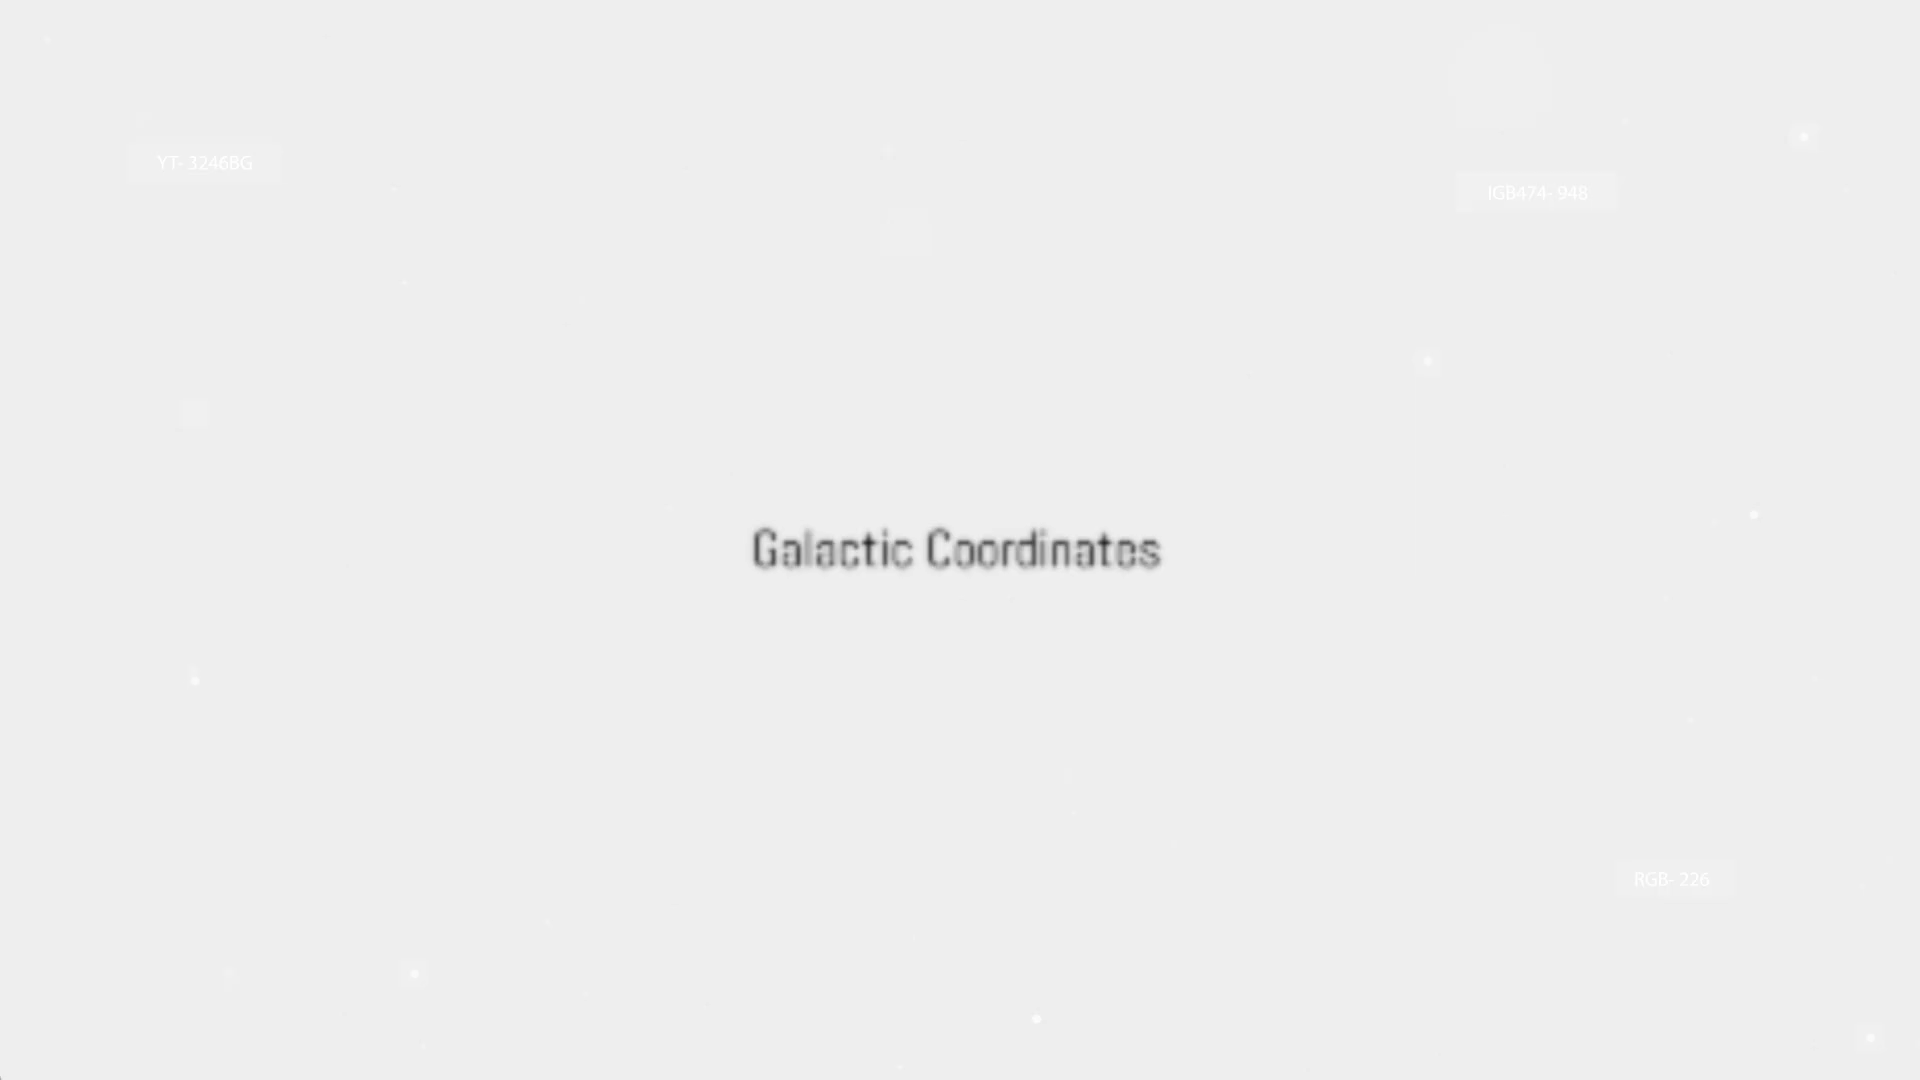 YT- 3246BG
IGB474- 948
Galactic Coordinates
RGB- 226